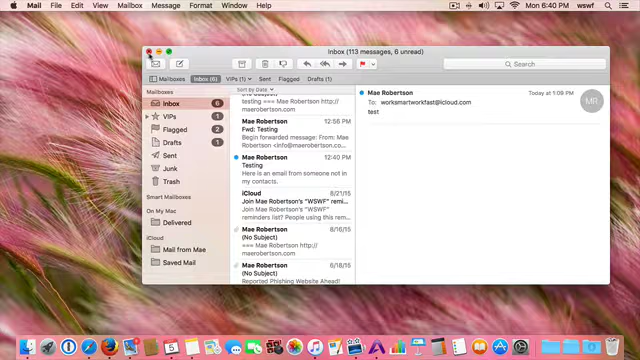 Mail File Edit View Mailbox Message Format Window Help
Mon 6:40 PM wswf
Inbox (113 messages, 6 unread)
Search
Mailboxes Inbox (6) VIPs (1) Sent Flagged Drafts (1)
Inbox 6
VIPs 1
Flagged 2
Drafts 1
Sent
Junk
Trash
Smart Mailboxes
On My Mac
Delivered
iCloud
Mail from Mae
Saved Mail
Sort by Date
(No Subject)
testing === Mae Robertson http://
maerobertson.com
Mae Robertson 12:56 PM
Fwd: Testing
Begin forwarded message: From: Mae
Robertson <info@maerobertson.co...
Mae Robertson 12:40 PM
Testing
Here is an email from someone not in
my contacts.
iCloud 8/21/15
Join Mae Robertson's "WSWF" remi...
Join Mae Robertson's "WSWF"
reminders list? People using this rem...
Mae Robertson 8/16/15
(No Subject)
=== Mae Robertson http://
maerobertson.com
Mae Robertson 6/18/15
(No Subject)
Reported Phishing Website Ahead!
Mae Robertson Today at 1:09 PM
To: worksmartworkfast@icloud.com
test
MR
5